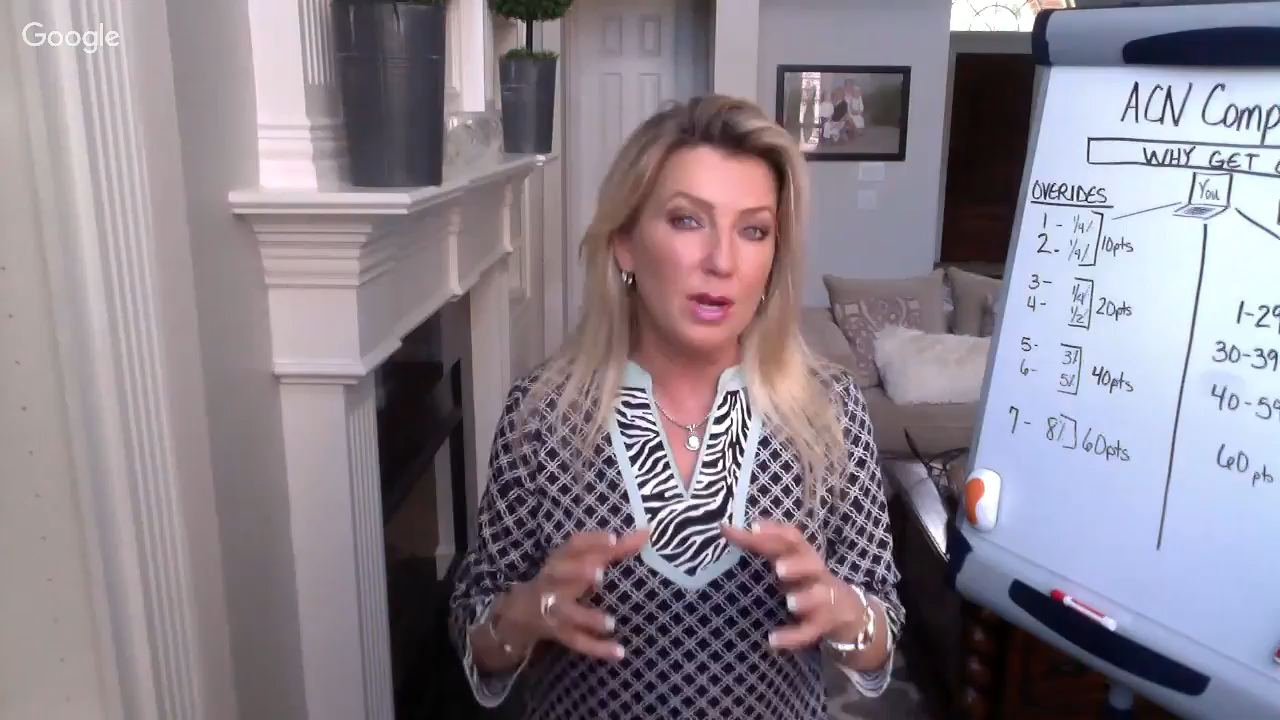 Google
ACN Comp
WHY GET
You
OVERIDES
1 - 1/4%
2 - 1/4% 10pts
3 - 1/4%
4 - 1/2% 20pts
5 - 3%
6 - 5% 40pts
7 - 8% 60pts
1-29
30-39
40-59
60 pts